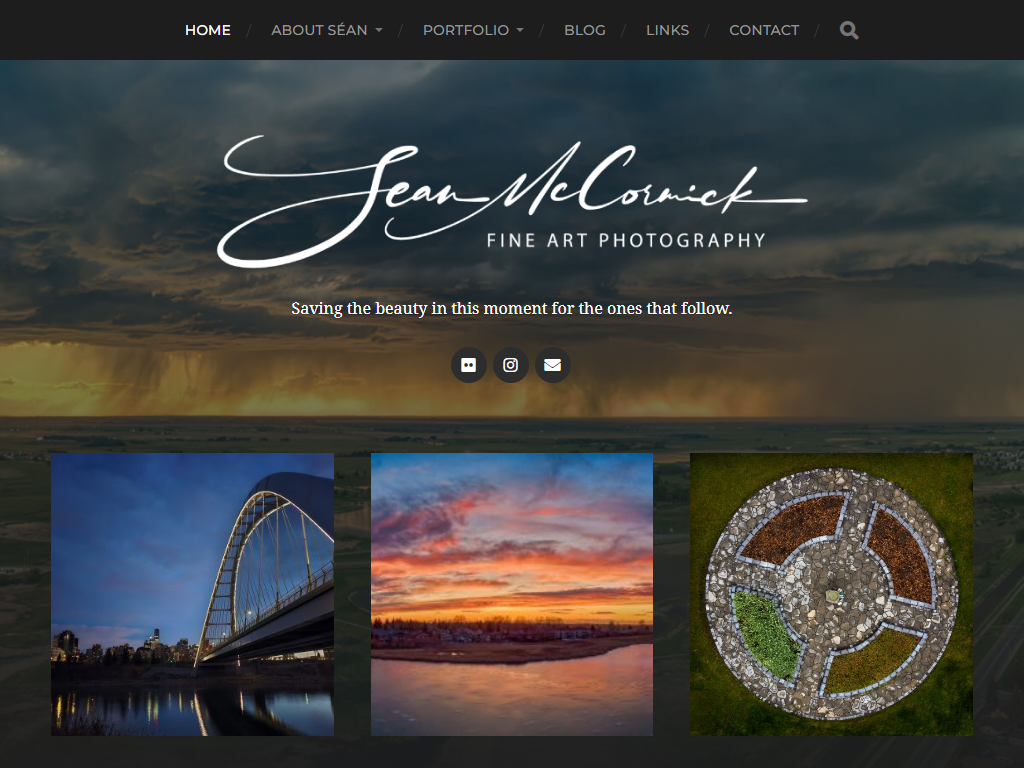 HOME / ABOUT SÉAN / PORTFOLIO / BLOG / LINKS / CONTACT /
Sean McCormick
FINE ART PHOTOGRAPHY
Saving the beauty in this moment for the ones that follow.